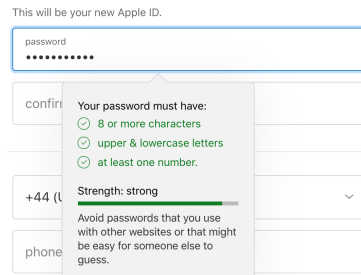 This will be your new Apple ID.
password
•••••••••••
confir
Your password must have:
8 or more characters
upper & lowercase letters
at least one number.
Strength: strong
+44 (U
Avoid passwords that you use
with other websites or that might
be easy for someone else to
guess.
phone